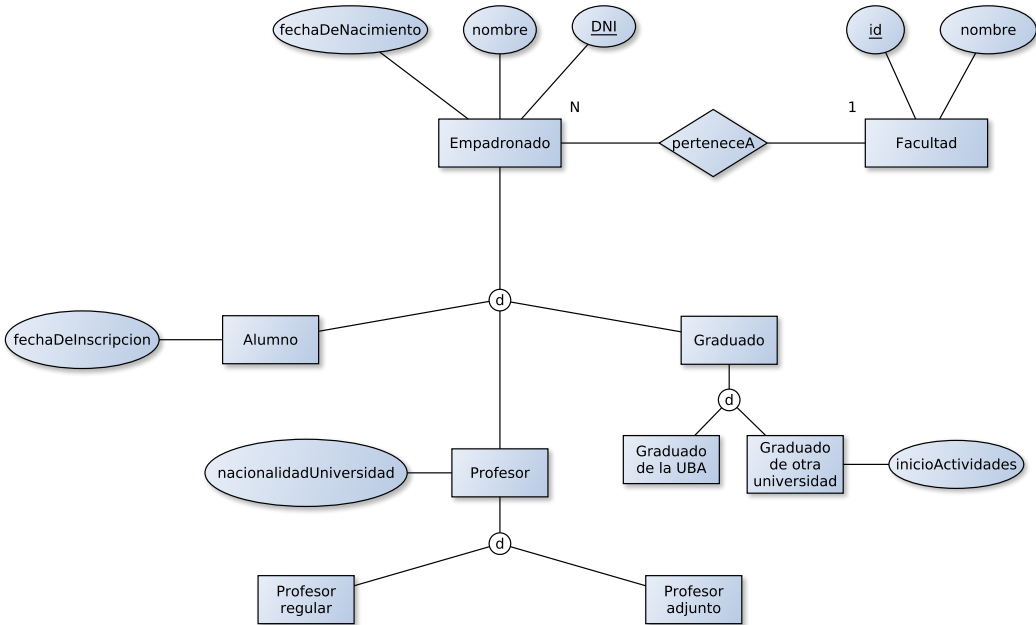 fechaDeNacimiento
nombre
DNI
id
nombre
N
1
Empadronado
perteneceA
Facultad
d
fechaDeInscripcion
Alumno
Graduado
d
Graduado
de la UBA
Graduado
de otra
universidad
inicioActividades
nacionalidadUniversidad
Profesor
d
Profesor
regular
Profesor
adjunto